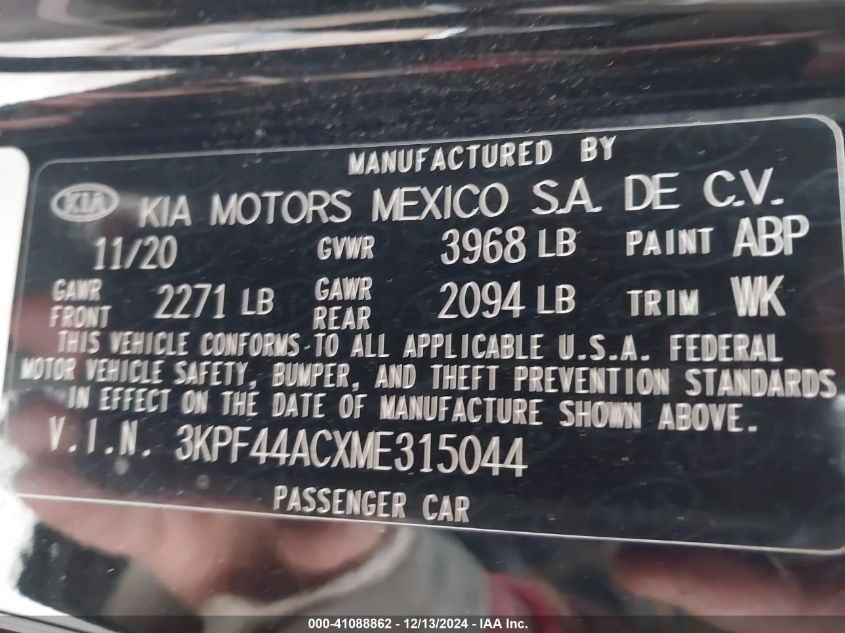 MANUFACTURED BY
KIA KIA MOTORS MEXICO S.A. DE C.V.
11/20 GVWR 3968 LB PAINT ABP
GAWR FRONT 2271 LB GAWR REAR 2094 LB TRIM WK
THIS VEHICLE CONFORMS TO ALL APPLICABLE U.S.A. FEDERAL
MOTOR VEHICLE SAFETY, BUMPER, AND THEFT PREVENTION STANDARDS
IN EFFECT ON THE DATE OF MANUFACTURE SHOWN ABOVE.
V.I.N. 3KPF44ACXME315044
PASSENGER CAR
000-41088862 - 12/13/2024 - © IAA, Inc.